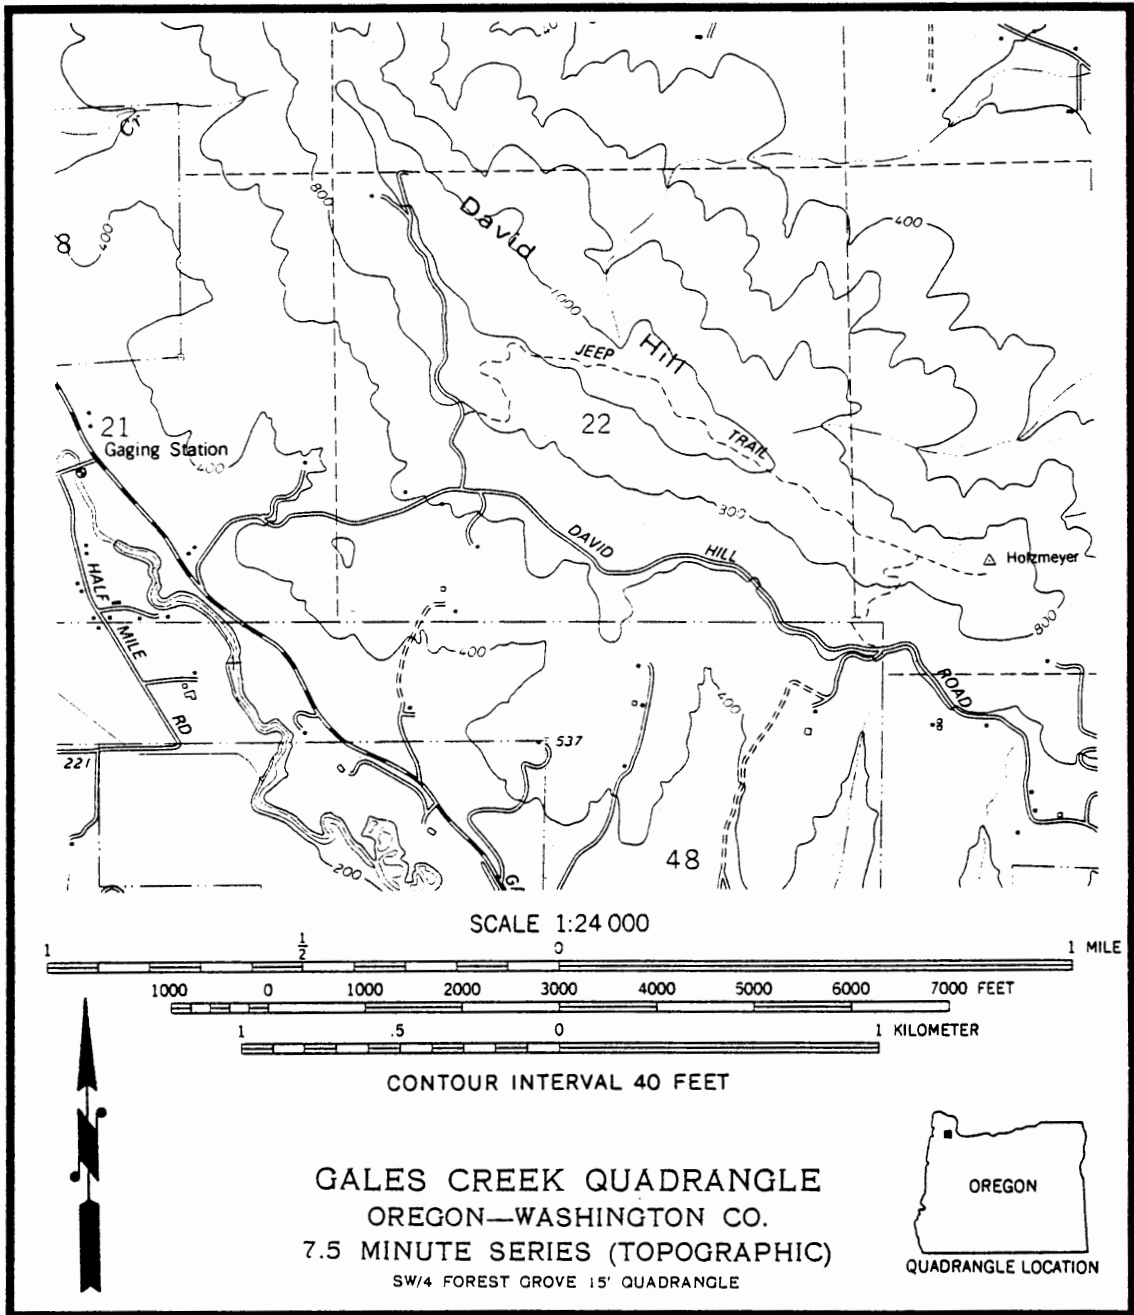 40
800
David
400
8
400
1000
Hill
JEEP
22
TRAIL
21
Gaging Station
400
800
DAVID
HILL
Holzmeyer
HALF
MILE
RD
400
800
ROAD
400
537
221
48
200
SCALE 1:24 000
1 1/2 0 1 MILE
1000 0 1000 2000 3000 4000 5000 6000 7000 FEET
1 .5 0 1 KILOMETER
CONTOUR INTERVAL 40 FEET
GALES CREEK QUADRANGLE
OREGON—WASHINGTON CO.
7.5 MINUTE SERIES (TOPOGRAPHIC)
SW/4 FOREST GROVE 15' QUADRANGLE
OREGON
QUADRANGLE LOCATION